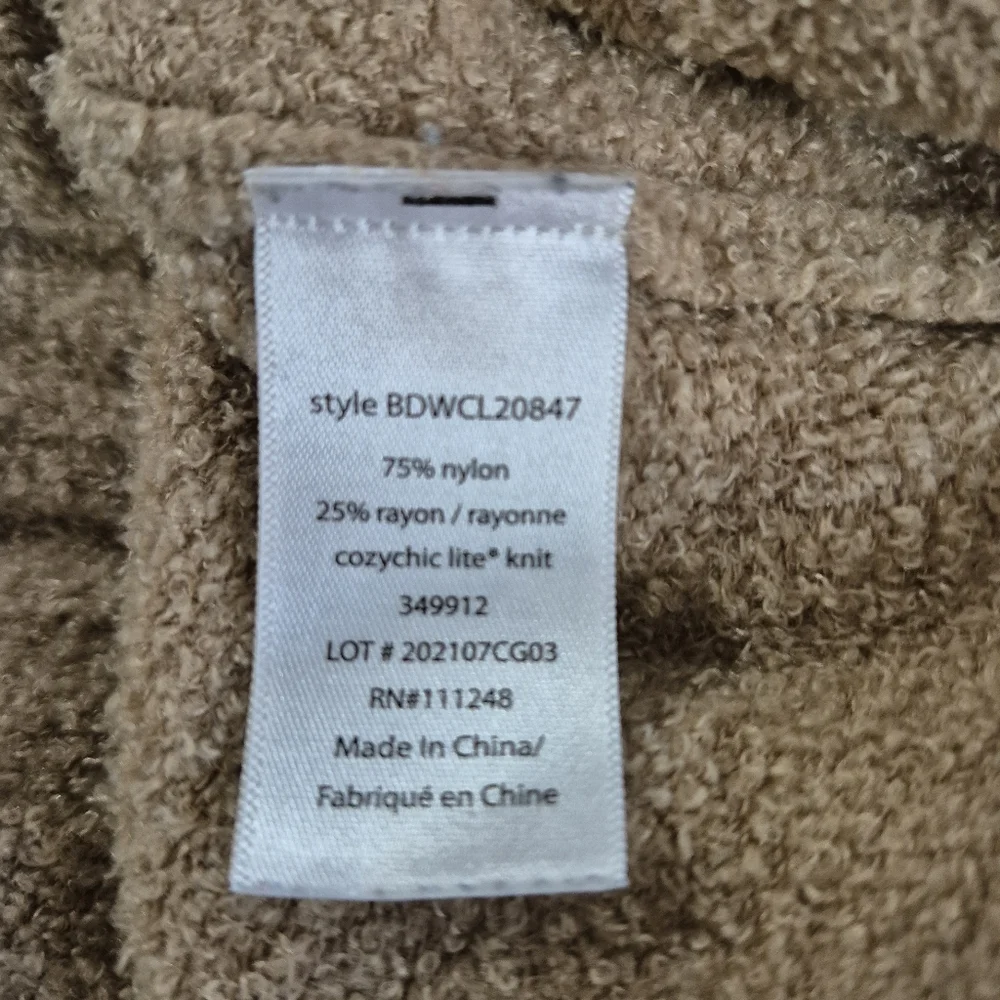 style BDWCL20847
75% nylon
25% rayon / rayonne
cozychic lite® knit
349912
LOT # 202107CG03
RN#111248
Made In China/
Fabriqué en Chine